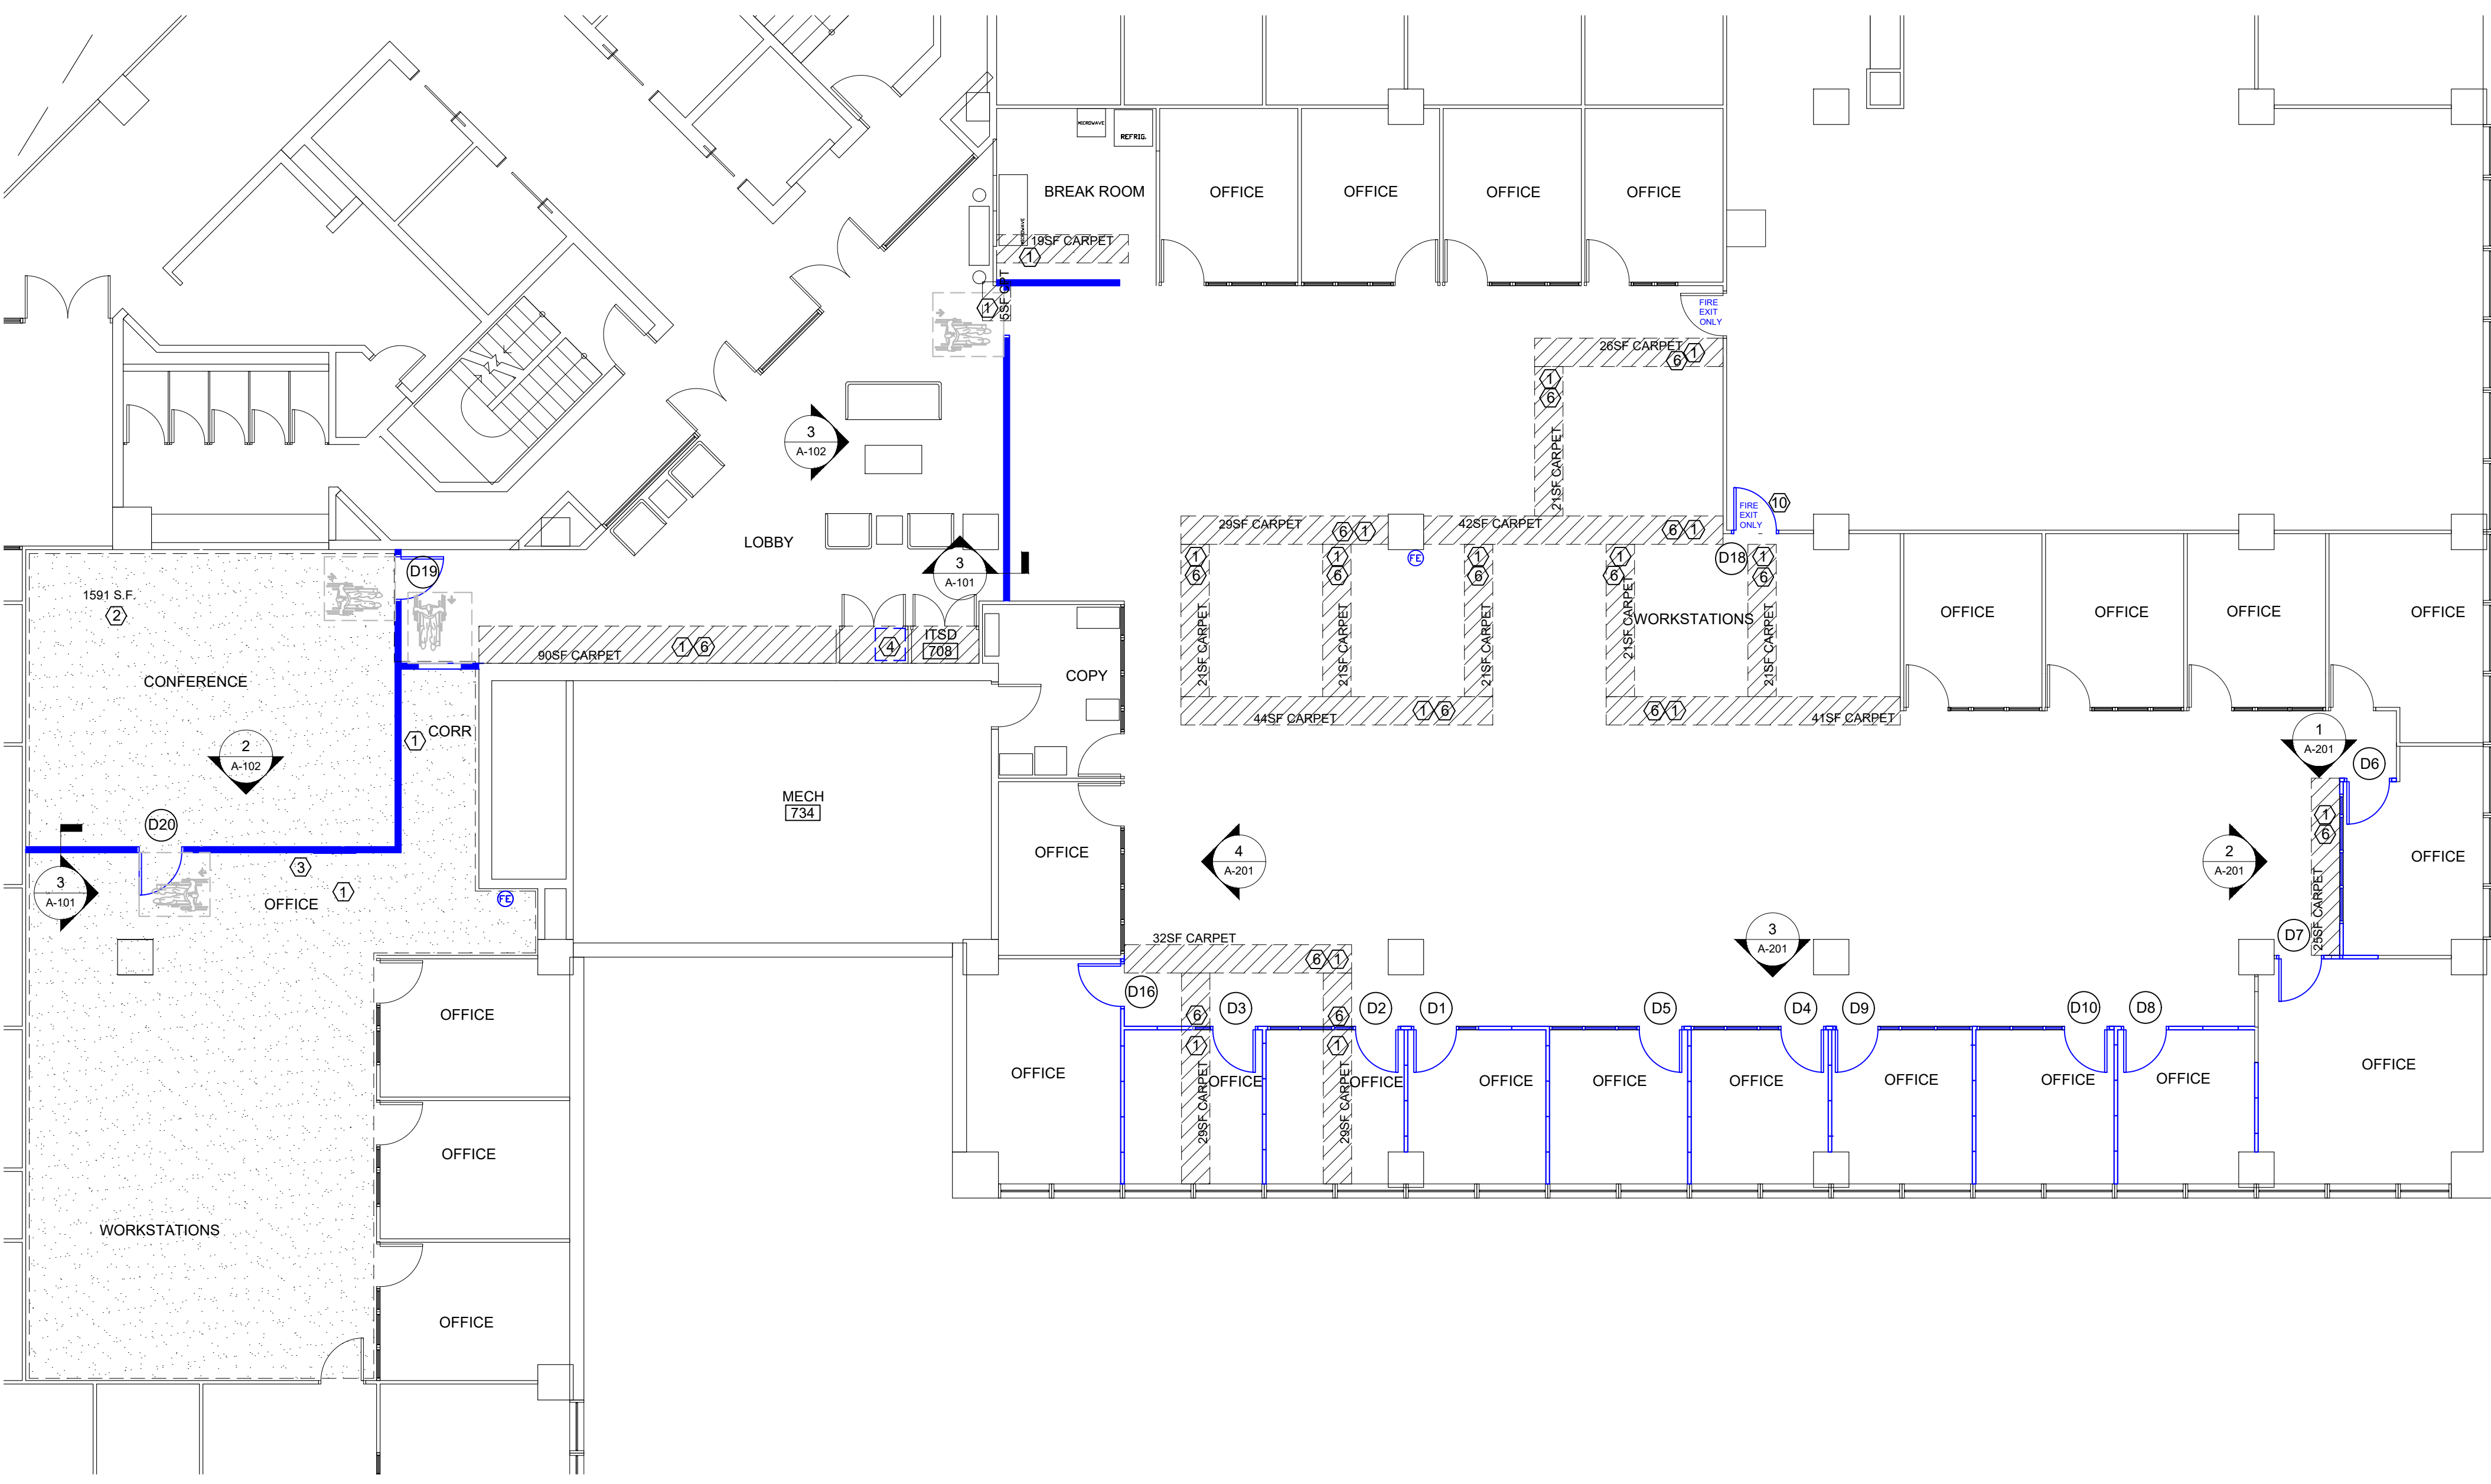 MICROWAVE
REFRIG.
BREAK ROOM
OFFICE
OFFICE
OFFICE
OFFICE
MICROWAVE
19SF CARPET
1
1
5SF CPT
FIRE
EXIT
ONLY
26SF CARPET
6
1
1
6
21SF CARPET
3
A-102
LOBBY
3
A-101
29SF CARPET
6
1
42SF CARPET
6
1
FIRE
EXIT
ONLY
10
FE
D18
1
6
21SF CARPET
1
6
21SF CARPET
1
6
21SF CARPET
1
6
21SF CARPET
1
6
21SF CARPET
WORKSTATIONS
OFFICE
OFFICE
OFFICE
OFFICE
D19
1591 S.F.
2
CONFERENCE
90SF CARPET
1
6
4
ITSD
708
COPY
44SF CARPET
1
6
6
1
41SF CARPET
1
CORR
2
A-102
1
A-201
D6
MECH
734
D20
1
6
25SF CARPET
3
A-101
3
1
OFFICE
FE
OFFICE
4
A-201
2
A-201
OFFICE
32SF CARPET
6
1
3
A-201
D7
D16
6
1
29SF CARPET
D3
6
1
29SF CARPET
D2
D1
D5
D4
D9
D10
D8
OFFICE
OFFICE
OFFICE
OFFICE
OFFICE
OFFICE
OFFICE
OFFICE
OFFICE
OFFICE
OFFICE
OFFICE
WORKSTATIONS
OFFICE